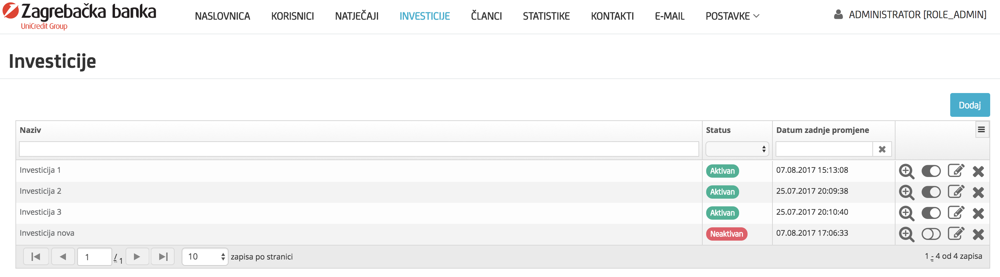 Zagrebačka banka
UniCredit Group
NASLOVNICA KORISNICI NATJEČAJI INVESTICIJE ČLANCI STATISTIKE KONTAKTI E-MAIL POSTAVKE ADMINISTRATOR [ROLE_ADMIN]
Investicije
Dodaj
Naziv Status Datum zadnje promjene
Investicija 1 Aktivan 07.08.2017 15:13:08
Investicija 2 Aktivan 25.07.2017 20:09:38
Investicija 3 Aktivan 25.07.2017 20:10:40
Investicija nova Neaktivan 07.08.2017 17:06:33
1 / 1 10 zapisa po stranici 1 - 4 od 4 zapisa